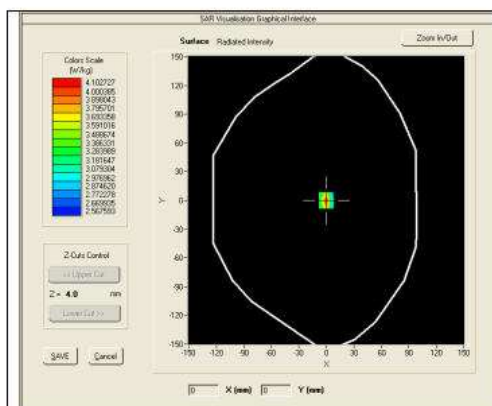 SAR Visualisation Graphical Interface
Surface Radiated Intensity
Zoom In/Out
Colors Scale
(W/kg)
4.102727
4.000385
3.898043
3.795701
3.693358
3.591016
3.488674
3.386331
3.283989
3.181647
3.079304
2.976962
2.874620
2.772278
2.669935
2.567593
Z-Cuts Control
<< Upper Cut
Z = 4.0 mm
Lower Cut >>
SAVE
Cancel
150
120
90
60
30
0
-30
-60
-90
-120
-150
Y
-150 -120 -90 -60 -30 0 30 60 90 120 150
X
0 X (mm) 0 Y (mm)